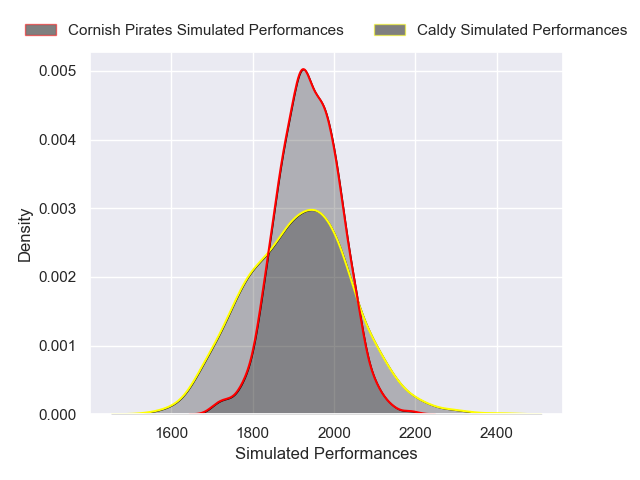 Cornish Pirates Simulated Performances
Caldy Simulated Performances
0.005
0.004
0.003
0.002
0.001
0.000
Density
1600
1800
2000
2200
2400
Simulated Performances